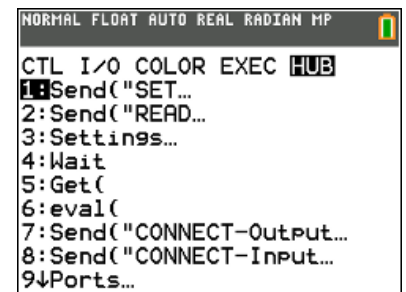 NORMAL FLOAT AUTO REAL RADIAN MP
CTL I/O COLOR EXEC HUB
1:Send("SET…
2:Send("READ…
3:Settings…
4:Wait
5:Get(
6:eval(
7:Send("CONNECT-Output…
8:Send("CONNECT-Input…
9↓Ports…